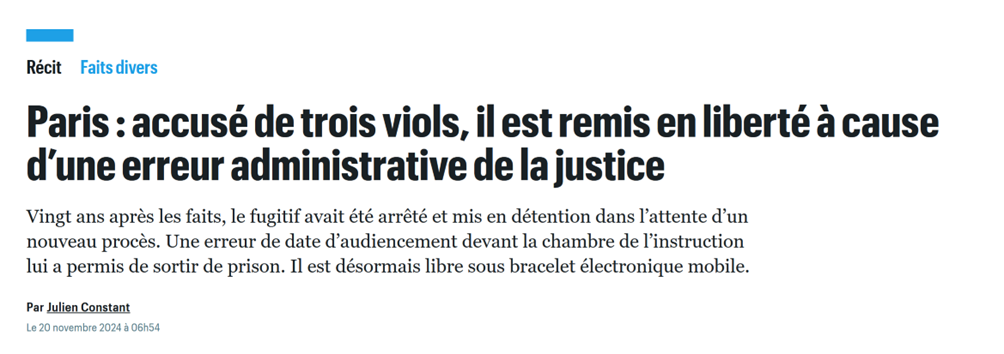 Récit Faits divers
Paris : accusé de trois viols, il est remis en liberté à cause
d’une erreur administrative de la justice
Vingt ans après les faits, le fugitif avait été arrêté et mis en détention dans l’attente d’un
nouveau procès. Une erreur de date d’audiencement devant la chambre de l’instruction
lui a permis de sortir de prison. Il est désormais libre sous bracelet électronique mobile.
Par Julien Constant
Le 20 novembre 2024 à 06h54